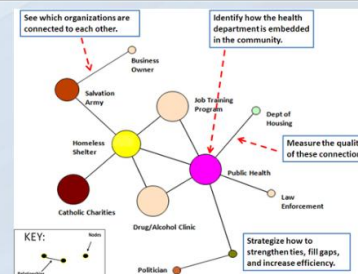 See which organizations are
connected to each other.
Identify how the health
department is embedded
in the community.
Business
Owner
Salvation
Army
Job Training
Program
Dept of
Housing
Homeless
Shelter
Measure the quality
of these connection
Public Health
Law
Enforcement
Catholic Charities
Drug/Alcohol Clinic
Strategize how to
strengthen ties, fill gaps,
and increase efficiency.
KEY:
Nodes
Politician